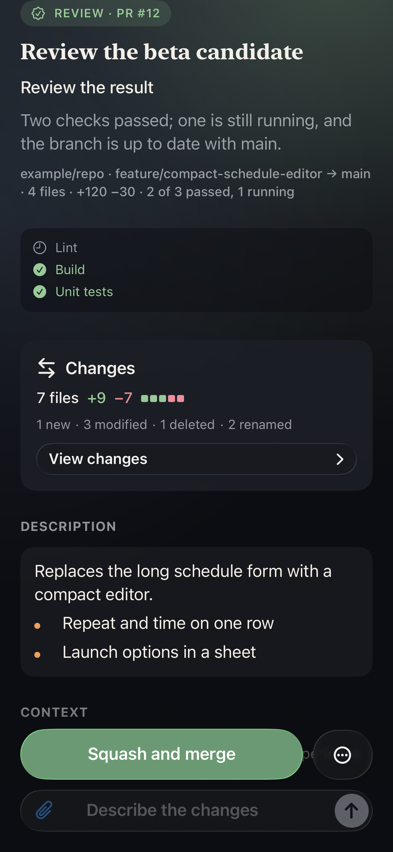 REVIEW · PR #12
Review the beta candidate
Review the result
Two checks passed; one is still running, and
the branch is up to date with main.
example/repo · feature/compact-schedule-editor → main
· 4 files · +120 −30 · 2 of 3 passed, 1 running
Lint
Build
Unit tests
Changes
7 files +9 −7
1 new · 3 modified · 1 deleted · 2 renamed
View changes
DESCRIPTION
Replaces the long schedule form with a
compact editor.
• Repeat and time on one row
• Launch options in a sheet
CONTEXT
Squash and merge
Describe the changes